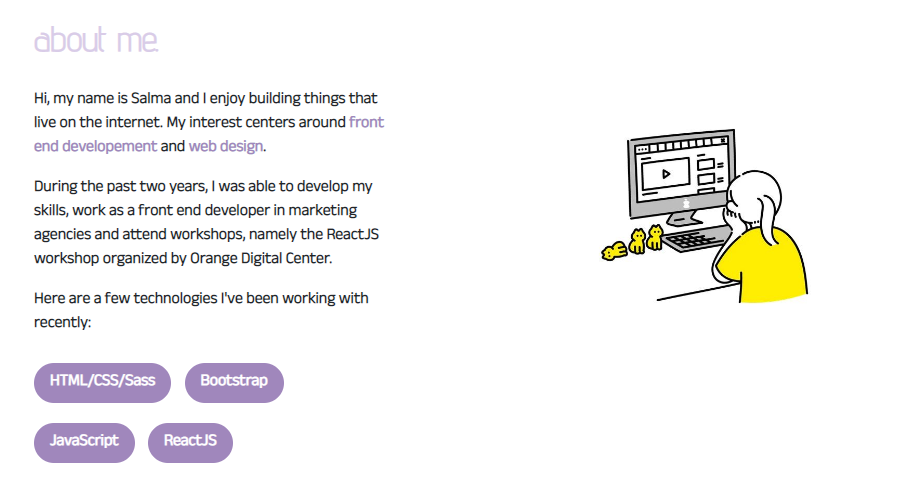 about me
Hi, my name is Salma and I enjoy building things that
live on the internet. My interest centers around front
end developement and web design.
During the past two years, I was able to develop my
skills, work as a front end developer in marketing
agencies and attend workshops, namely the ReactJS
workshop organized by Orange Digital Center.
Here are a few technologies I've been working with
recently:
HTML/CSS/Sass Bootstrap
JavaScript ReactJS